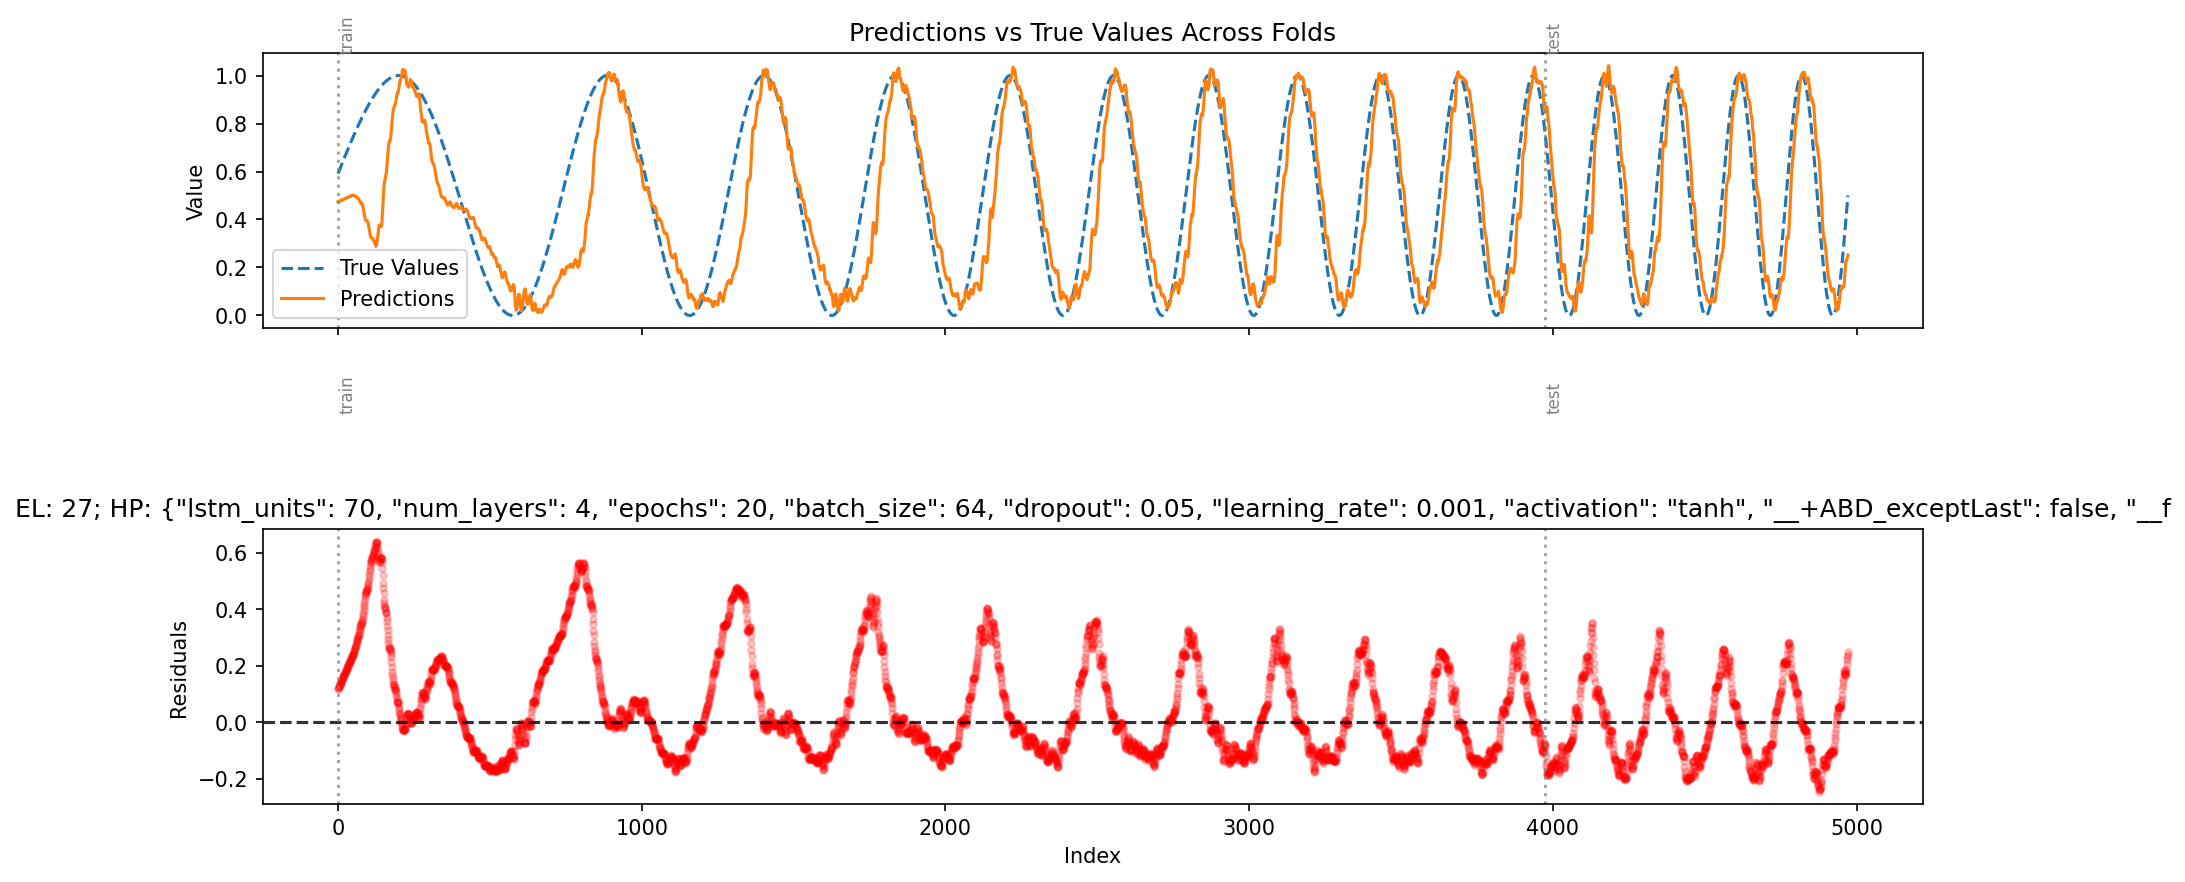 Predictions vs True Values Across Folds
train
test
Value
1.0
0.8
0.6
0.4
0.2
0.0
True Values
Predictions
train
test
EL: 27; HP: {"lstm_units": 70, "num_layers": 4, "epochs": 20, "batch_size": 64, "dropout": 0.05, "learning_rate": 0.001, "activation": "tanh", "__+ABD_exceptLast": false, "__f
Residuals
0.6
0.4
0.2
0.0
−0.2
0
1000
2000
3000
4000
5000
Index